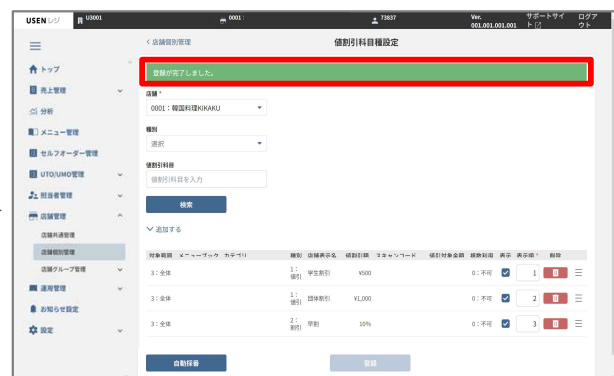 USENレジ U3001 0001 : 73837 Ver. 001.001.001.001 サポートサイト ログアウト
< 店舗個別管理
値割引科目種設定
登録が完了しました。
トップ
売上管理
分析
メニュー管理
セルフオーダー管理
UTO/UMO管理
担当者管理
店舗管理
店舗共通管理
店舗個別管理
店舗グループ管理
運用管理
お知らせ設定
設定
店舗 *
0001：韓国料理KiKAKU
種別
選択
値割引科目
値割引科目を入力
検索
追加する
対象範囲 メニューブック カテゴリ 種別 店舗表示名 値割引額 スキャンコード 値引対象金額 複数利用 表示 表示順 * 削除
3：全体 1：値引 学生割引 ¥500 0：不可 1
3：全体 1：値引 団体割引 ¥1,000 0：不可 2
3：全体 2：割引 早割 10% 0：不可 3
自動採番
登録